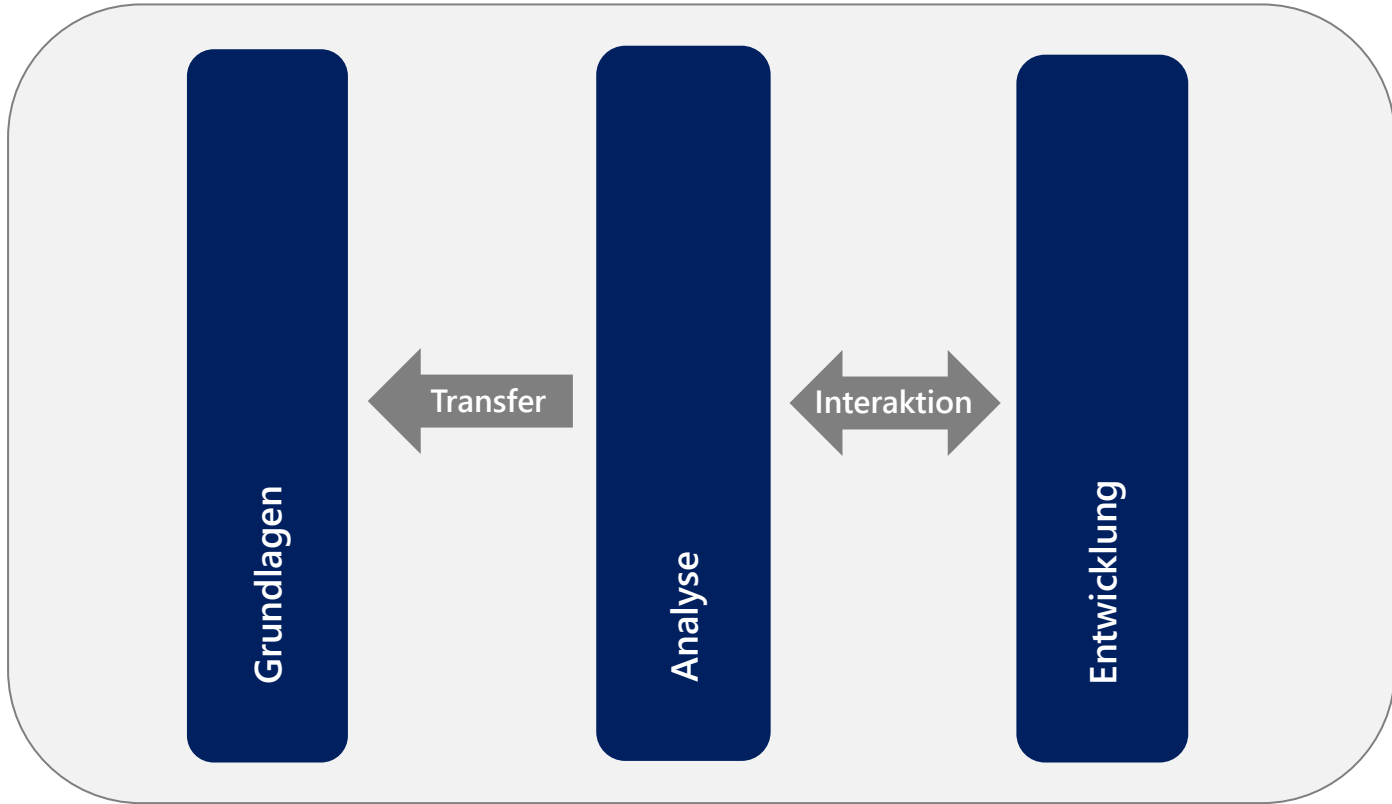 Grundlagen
Transfer
Analyse
Interaktion
Entwicklung